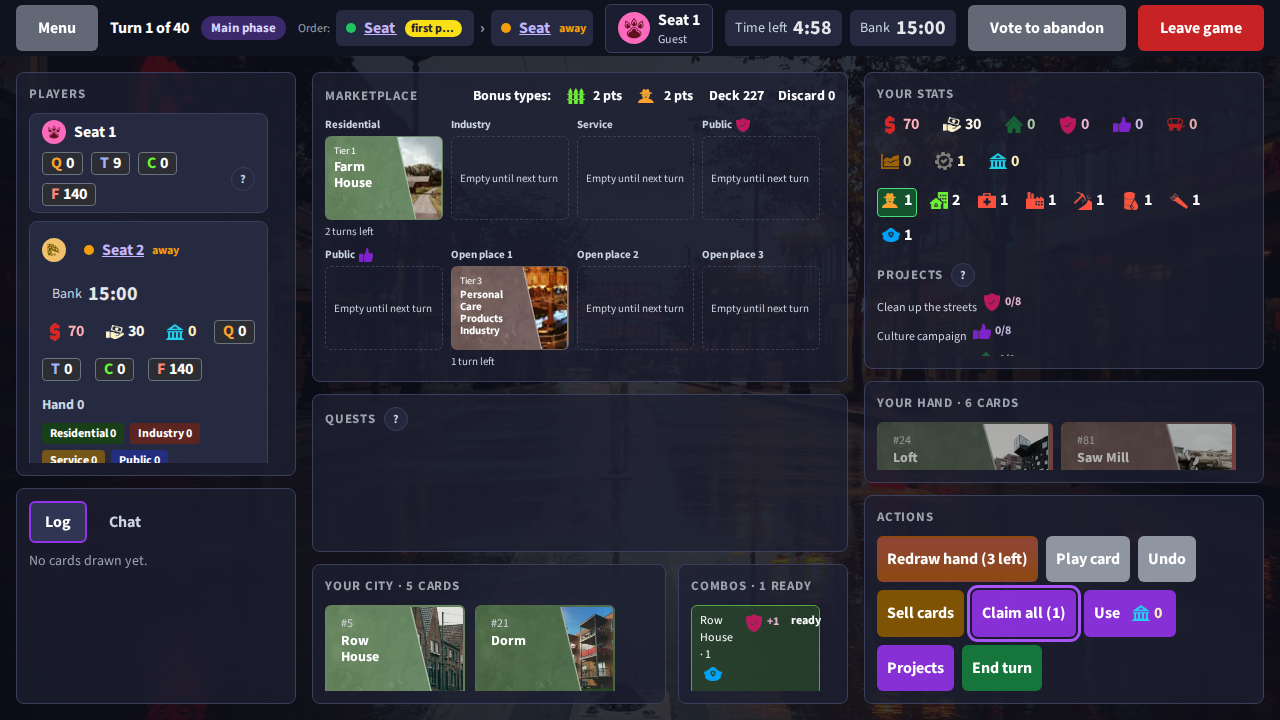 Menu
Turn 1 of 40
Main phase
Order:
Seat
first p...
›
Seat
away
Seat 1
Guest
Time left 4:58
Bank 15:00
Vote to abandon
Leave game
PLAYERS
Seat 1
Q 0
T 9
C 0
F 140
?
Seat 2
away
Bank 15:00
70
30
0
Q 0
T 0
C 0
F 140
Hand 0
Residential 0
Industry 0
Service 0
Public 0
Log
Chat
No cards drawn yet.
MARKETPLACE
Bonus types:
2 pts
2 pts
Deck 227
Discard 0
Residential
Industry
Service
Public
Tier 1
Farm
House
Empty until next turn
Empty until next turn
Empty until next turn
2 turns left
Public
Open place 1
Open place 2
Open place 3
Empty until next turn
Tier 3
Personal
Care
Products
Industry
Empty until next turn
Empty until next turn
1 turn left
QUESTS
?
YOUR CITY · 5 CARDS
#5
Row
House
#21
Dorm
COMBOS · 1 READY
Row
House
· 1
+1
ready
YOUR STATS
70
30
0
0
0
0
0
1
0
1
2
1
1
1
1
1
1
PROJECTS
?
Clean up the streets
0/8
Culture campaign
0/8
YOUR HAND · 6 CARDS
#24
Loft
#81
Saw Mill
ACTIONS
Redraw hand (3 left)
Play card
Undo
Sell cards
Claim all (1)
Use 0
Projects
End turn